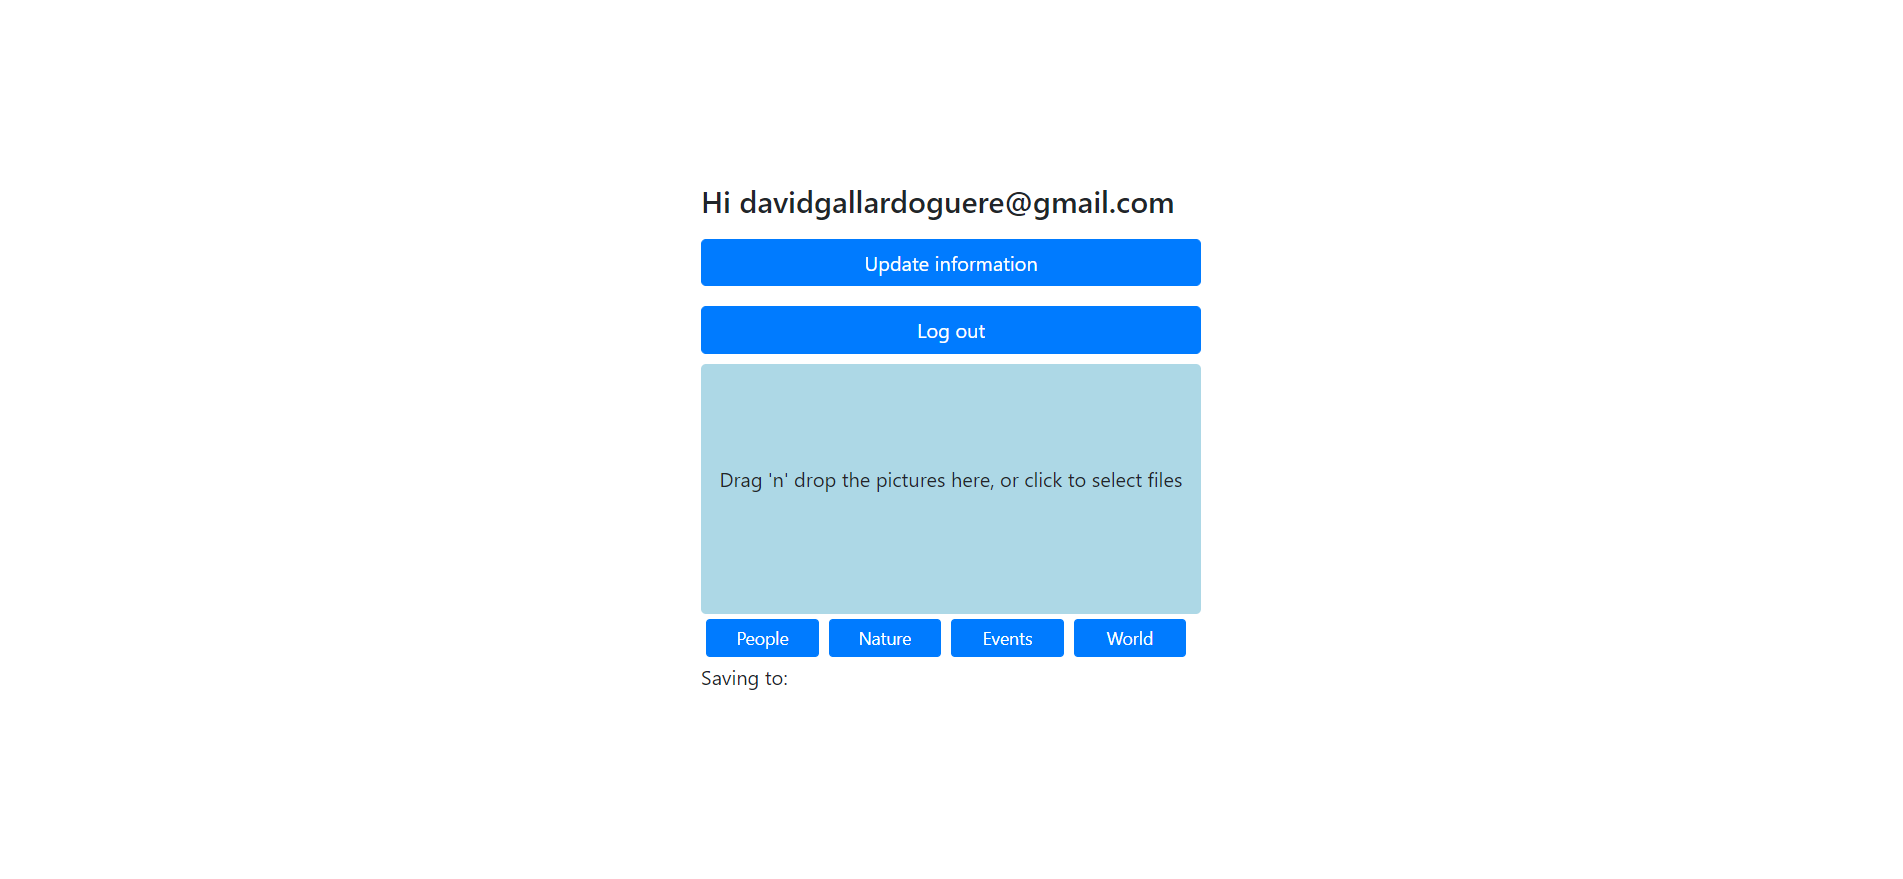 Hi davidgallardoguere@gmail.com
Update information
Log out
Drag 'n' drop the pictures here, or click to select files
People Nature Events World
Saving to: